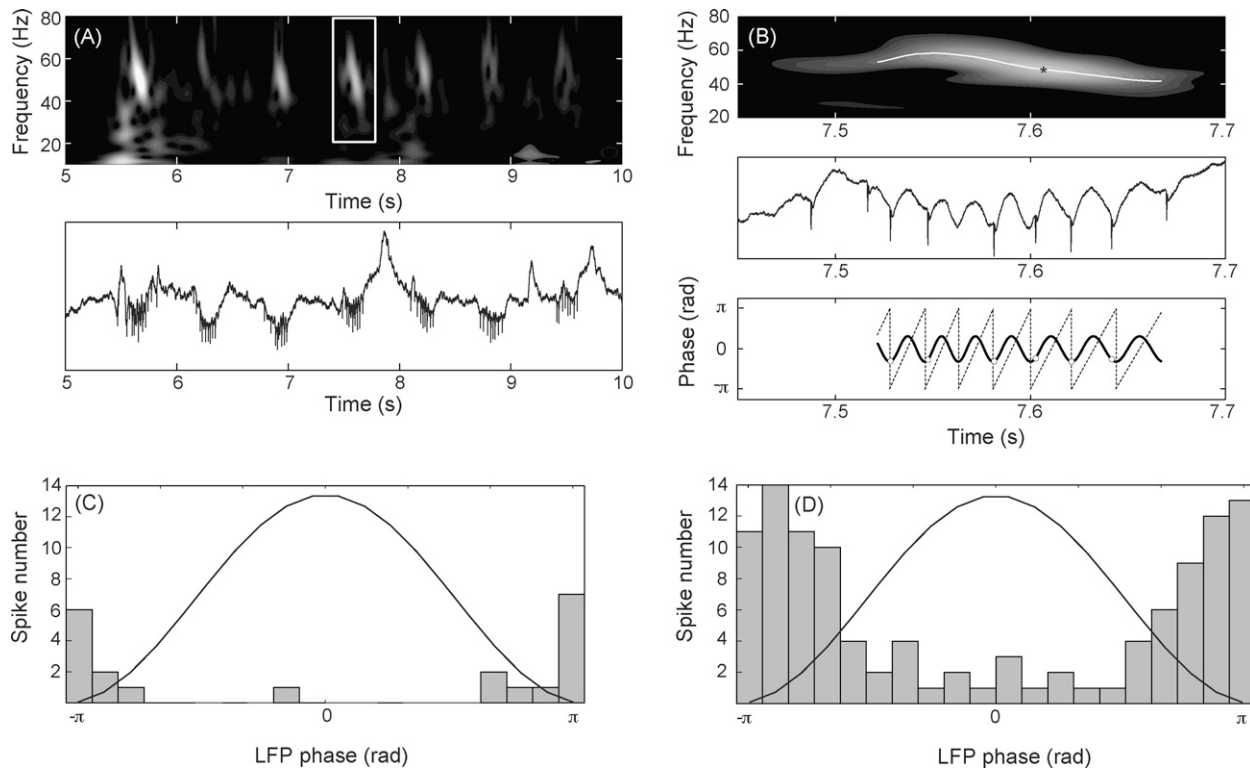 (A)
Frequency (Hz)
80
60
40
20
5 6 7 8 9 10
Time (s)
5 6 7 8 9 10
Time (s)
(B)
Frequency (Hz)
80
60
40
20
7.5 7.6 7.7
*
7.5 7.6 7.7
Phase (rad)
π
0
-π
7.5 7.6 7.7
Time (s)
(C)
Spike number
14
12
10
8
6
4
2
-π 0 π
LFP phase (rad)
(D)
Spike number
14
12
10
8
6
4
2
-π 0 π
LFP phase (rad)